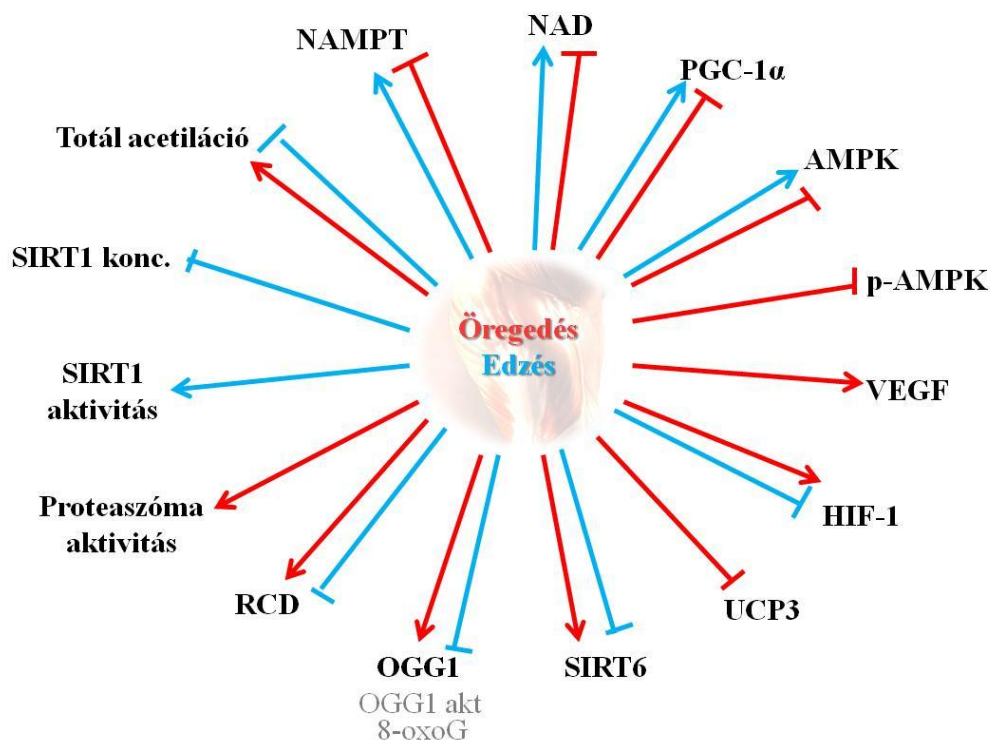 NAD
NAMPT
PGC-1α
Totál acetiláció
AMPK
SIRT1 konc.
p-AMPK
Öregedés
Edzés
SIRT1
aktivitás
VEGF
Proteaszóma
aktivitás
HIF-1
RCD
UCP3
OGG1
SIRT6
OGG1 akt
8-oxoG